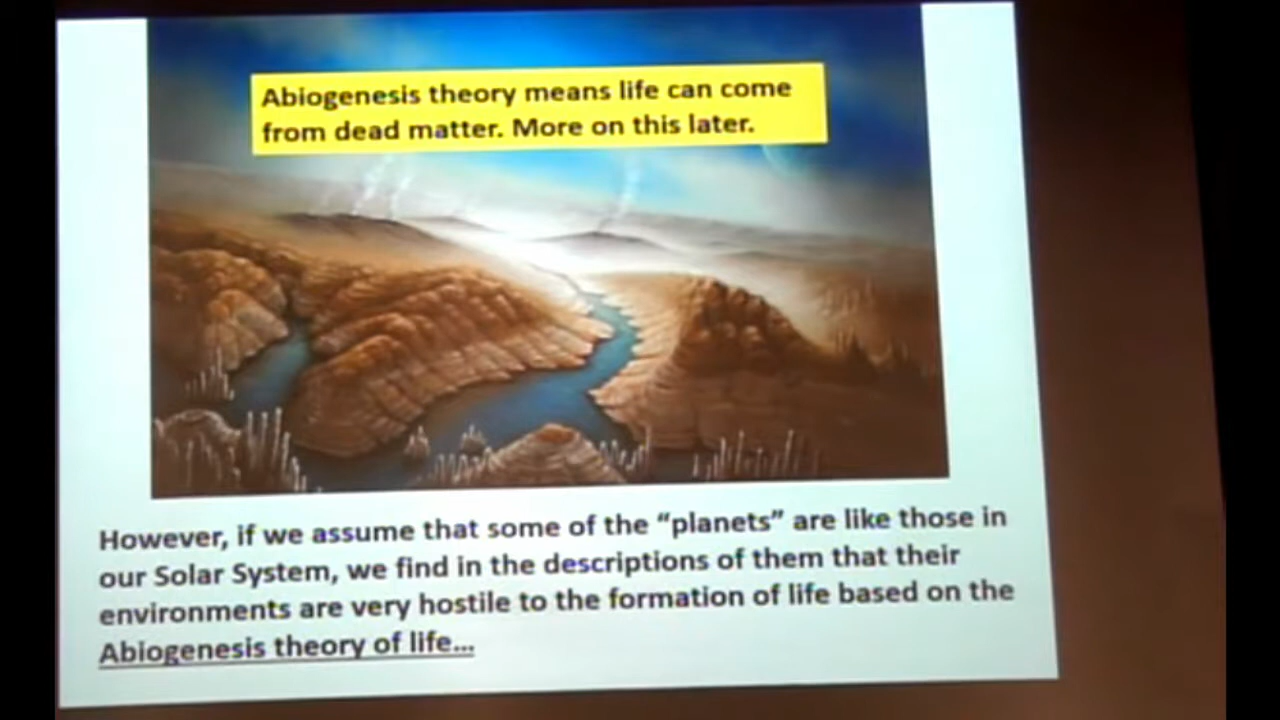 Abiogenesis theory means life can come
from dead matter. More on this later.
However, if we assume that some of the “planets” are like those in
our Solar System, we find in the descriptions of them that their
environments are very hostile to the formation of life based on the
Abiogenesis theory of life...